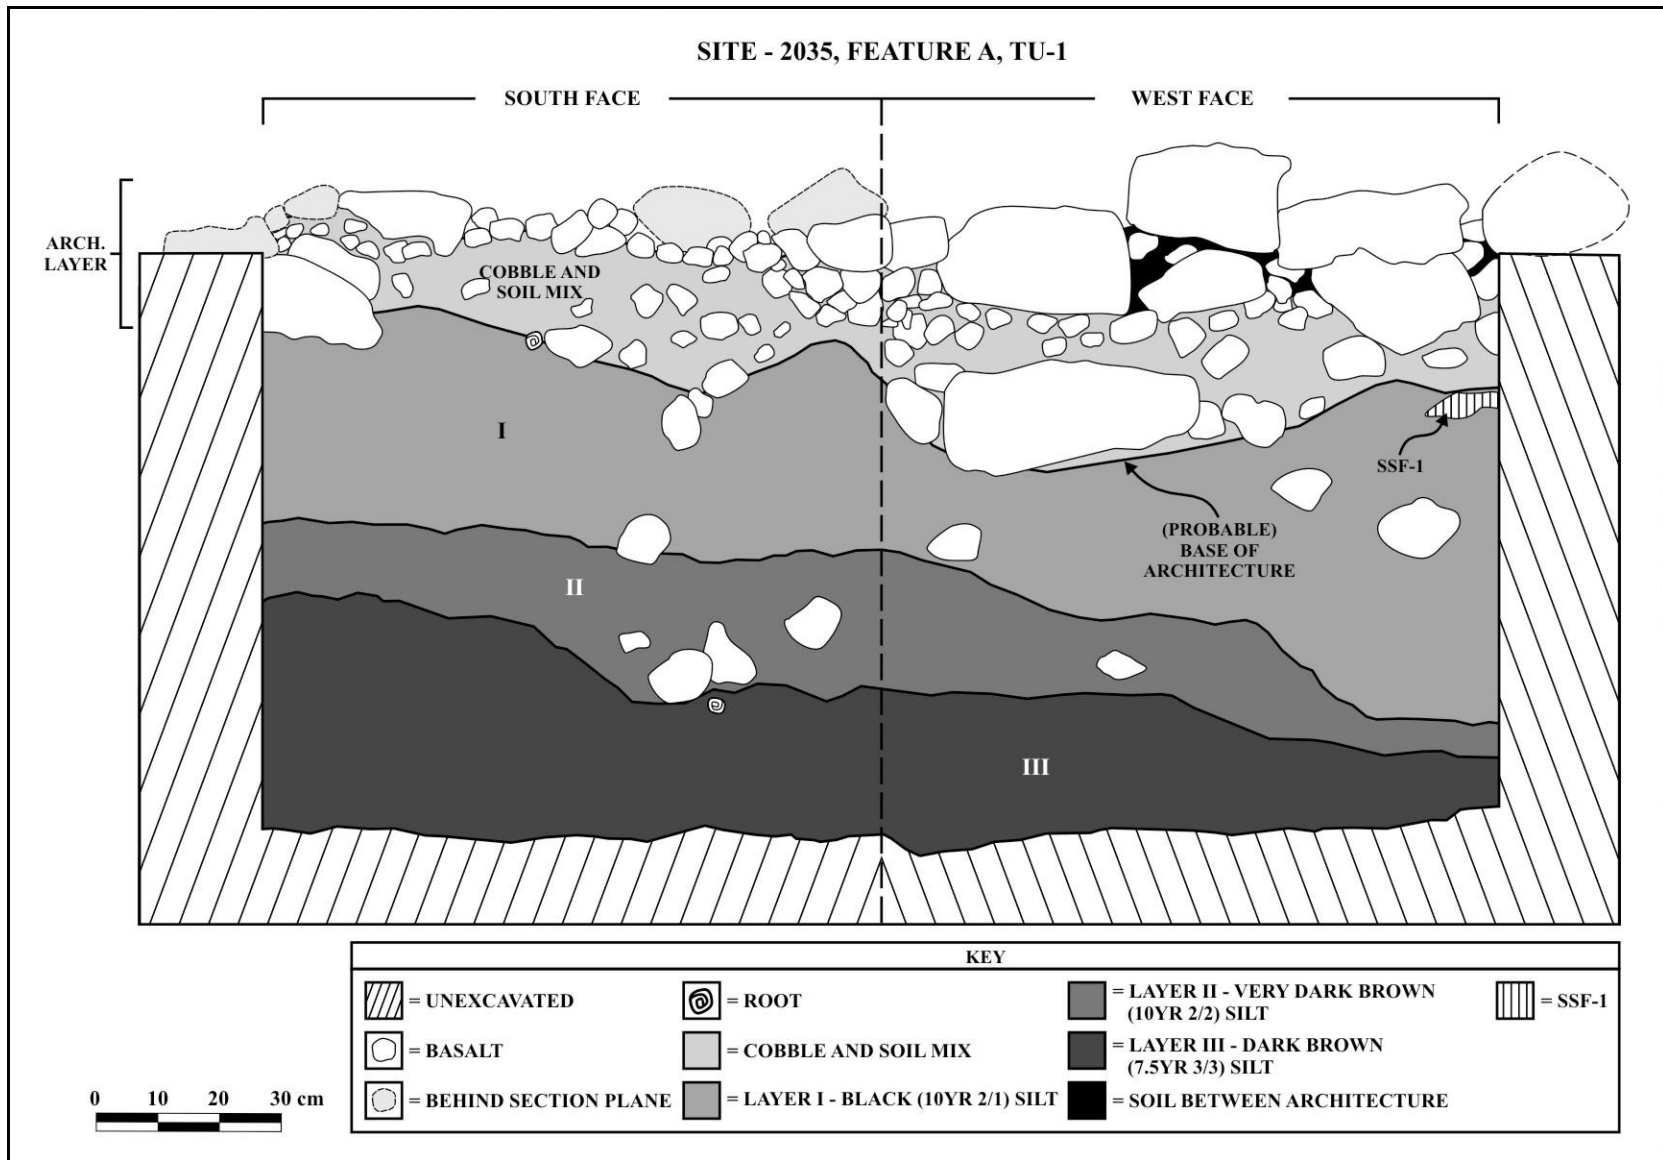 SITE - 2035, FEATURE A, TU-1
SOUTH FACE
WEST FACE
ARCH.
LAYER
COBBLE AND
SOIL MIX
I
SSF-1
(PROBABLE)
BASE OF
ARCHITECTURE
II
III
KEY
= UNEXCAVATED
= BASALT
= BEHIND SECTION PLANE
= ROOT
= COBBLE AND SOIL MIX
= LAYER I - BLACK (10YR 2/1) SILT
= LAYER II - VERY DARK BROWN
(10YR 2/2) SILT
= LAYER III - DARK BROWN
(7.5YR 3/3) SILT
= SOIL BETWEEN ARCHITECTURE
= SSF-1
0 10 20 30 cm